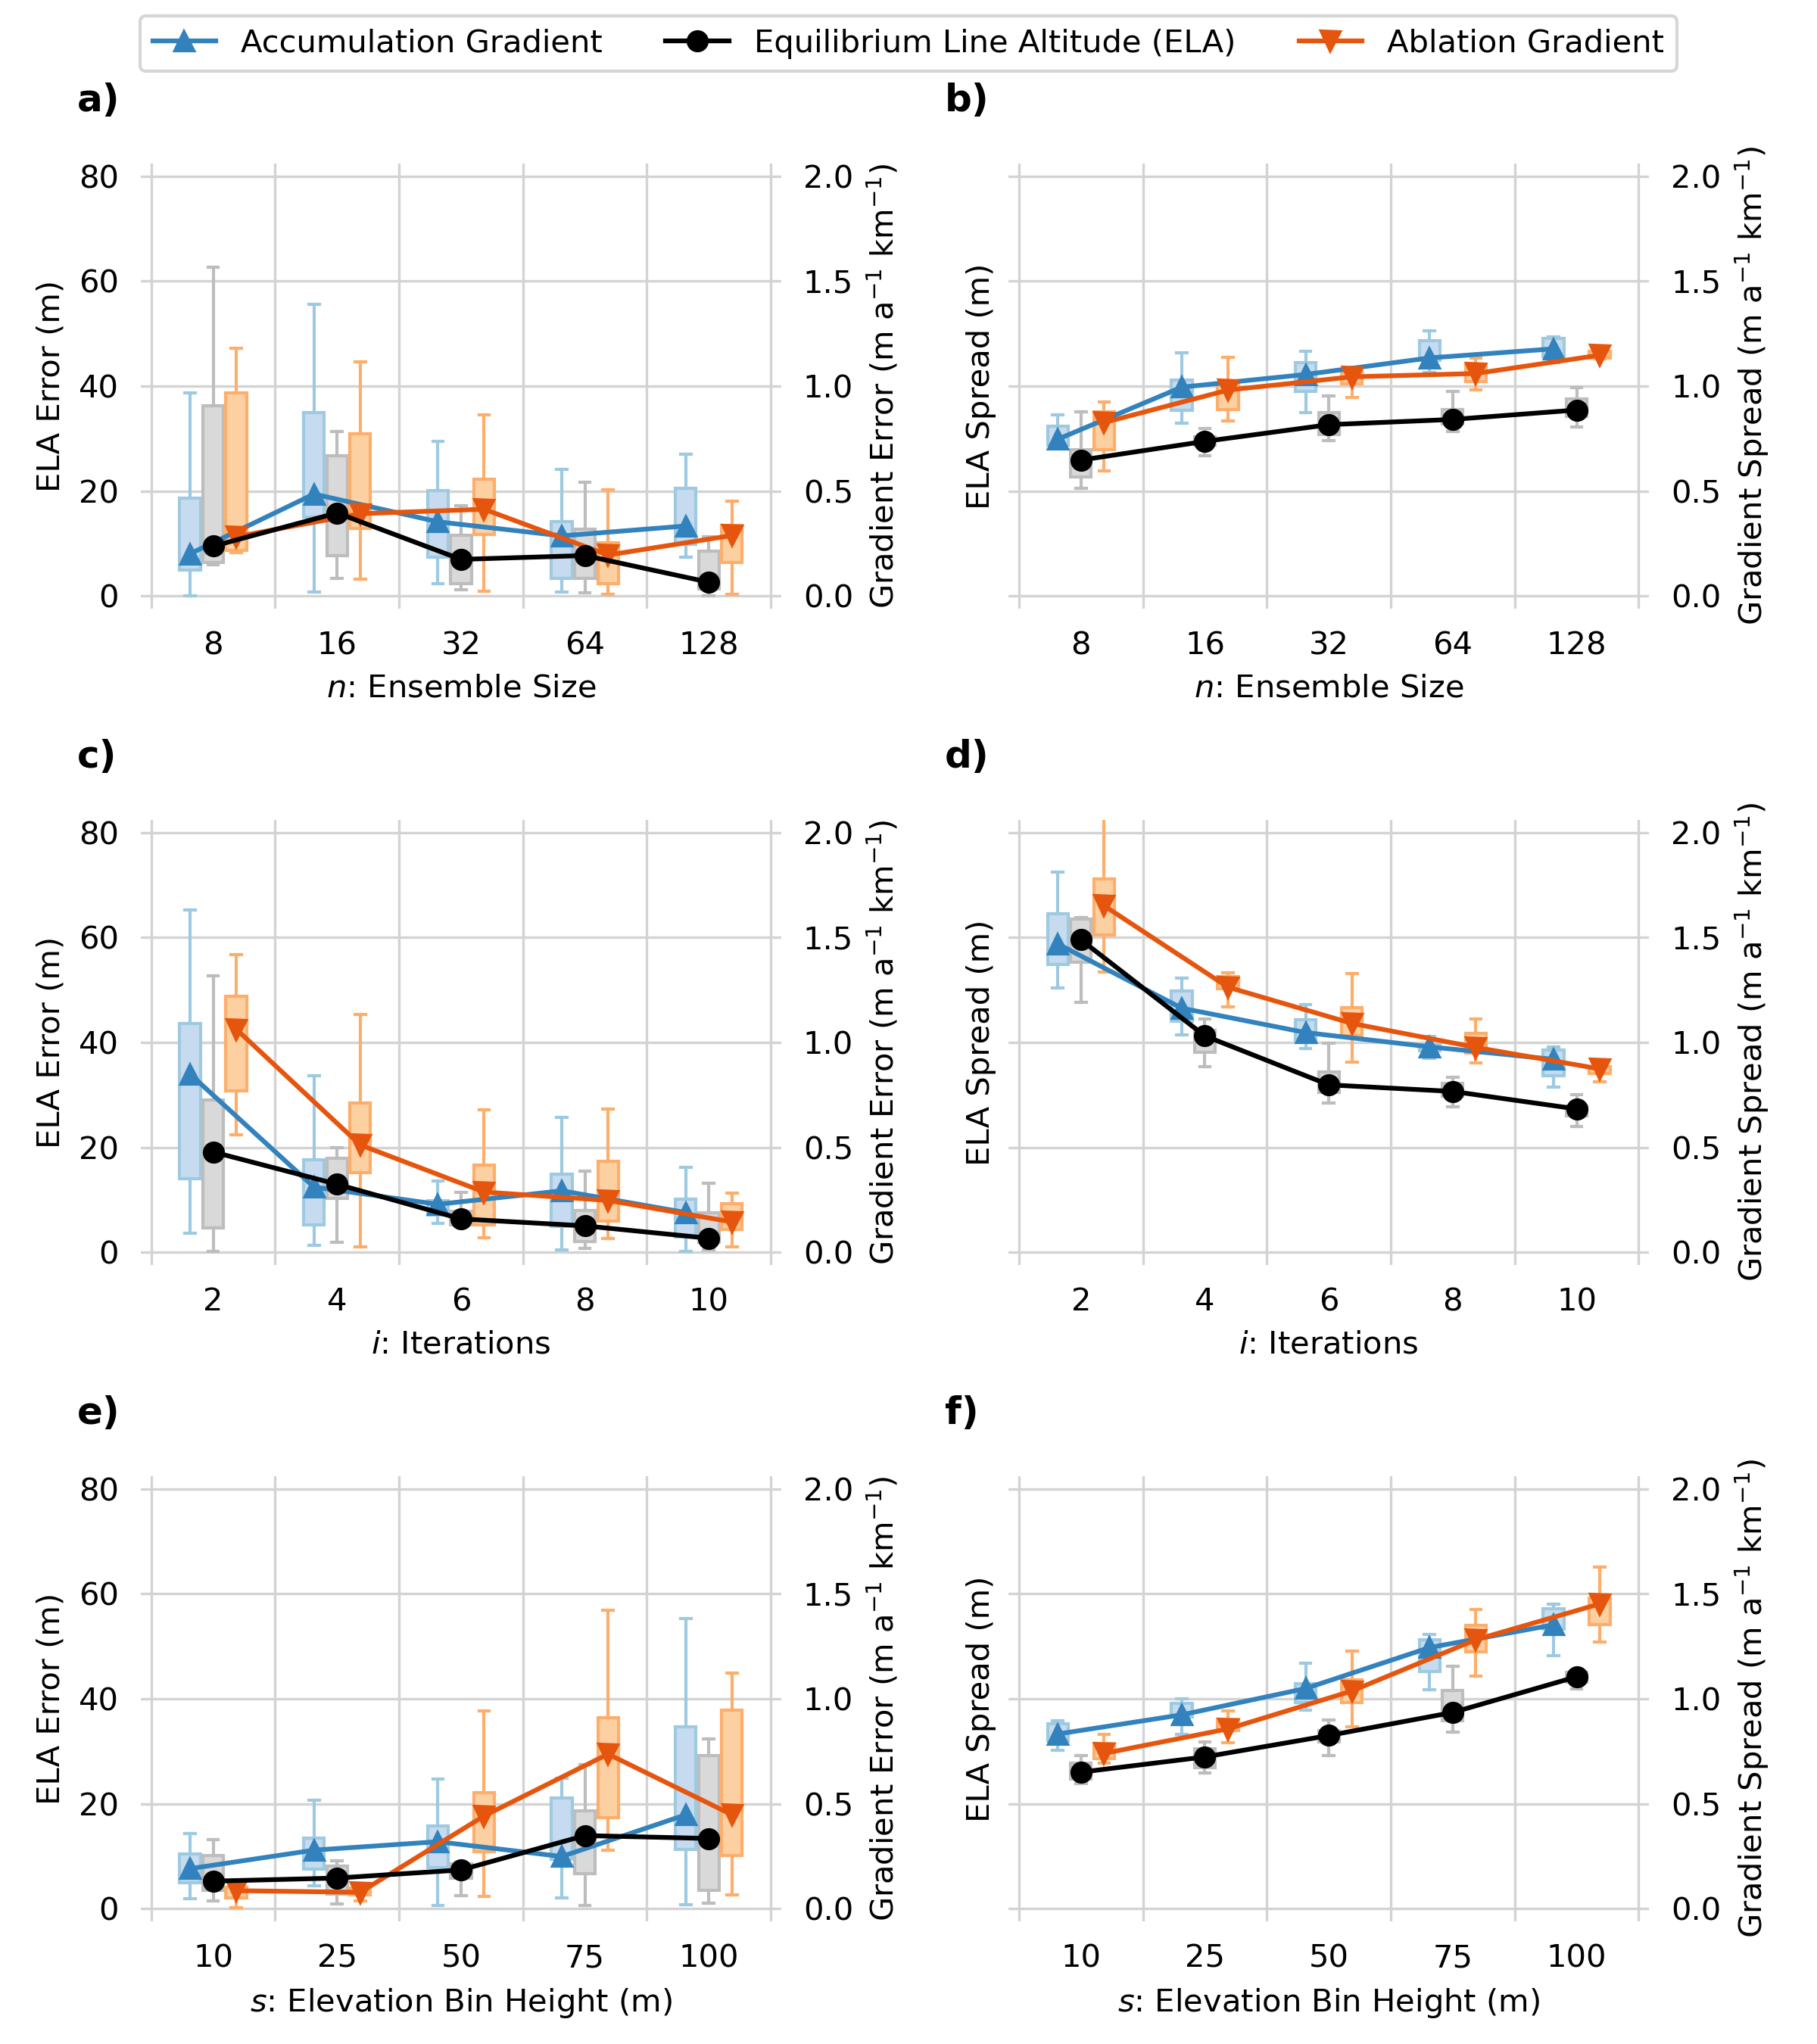 Accumulation Gradient Equilibrium Line Altitude (ELA) Ablation Gradient
a)
80
60
40
20
0
ELA Error (m)
2.0
1.5
1.0
0.5
0.0
Gradient Error (m a⁻¹ km⁻¹)
8 16 32 64 128
n: Ensemble Size
b)
ELA Spread (m)
2.0
1.5
1.0
0.5
0.0
Gradient Spread (m a⁻¹ km⁻¹)
8 16 32 64 128
n: Ensemble Size
c)
80
60
40
20
0
ELA Error (m)
2.0
1.5
1.0
0.5
0.0
Gradient Error (m a⁻¹ km⁻¹)
2 4 6 8 10
i: Iterations
d)
ELA Spread (m)
2.0
1.5
1.0
0.5
0.0
Gradient Spread (m a⁻¹ km⁻¹)
2 4 6 8 10
i: Iterations
e)
80
60
40
20
0
ELA Error (m)
2.0
1.5
1.0
0.5
0.0
Gradient Error (m a⁻¹ km⁻¹)
10 25 50 75 100
s: Elevation Bin Height (m)
f)
ELA Spread (m)
2.0
1.5
1.0
0.5
0.0
Gradient Spread (m a⁻¹ km⁻¹)
10 25 50 75 100
s: Elevation Bin Height (m)